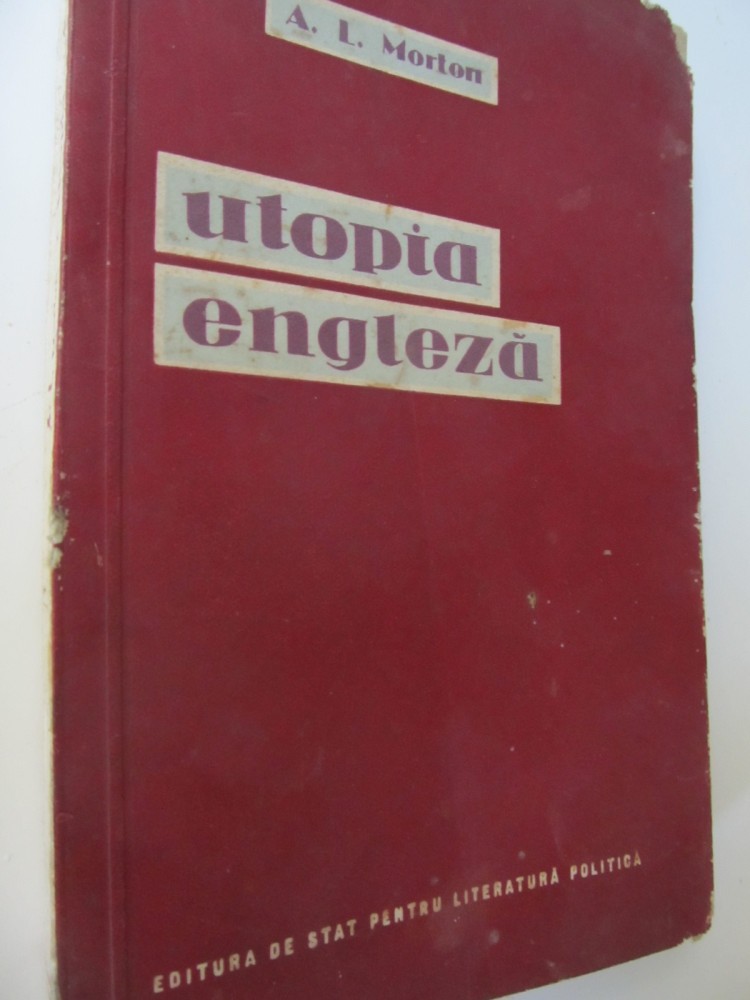 A. L. Morton
utopia
engleză
EDITURA DE STAT PENTRU LITERATURĂ POLITICĂ